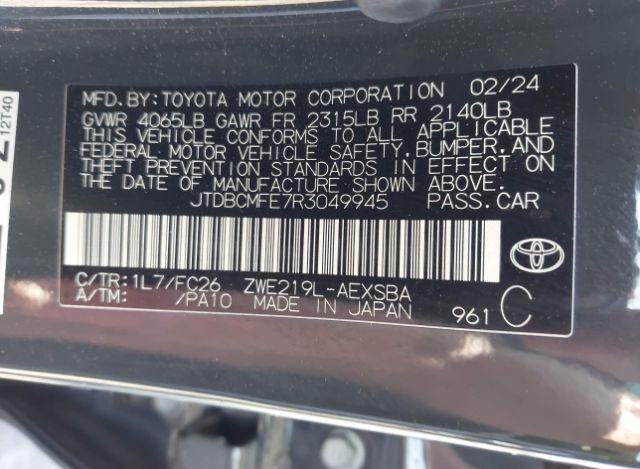 MFD. BY: TOYOTA MOTOR CORPORATION 02/24
GVWR 4065LB GAWR FR 2315LB RR 2140LB
THIS VEHICLE CONFORMS TO ALL APPLICABLE
FEDERAL MOTOR VEHICLE SAFETY, BUMPER, AND
THEFT PREVENTION STANDARDS IN EFFECT ON
THE DATE OF MANUFACTURE SHOWN ABOVE.
JTDBCMFE7R3049945 PASS.CAR
C/TR:1L7/FC26 ZWE219L-AEXSBA
A/TM: /PA10 MADE IN JAPAN
961 C
12T40